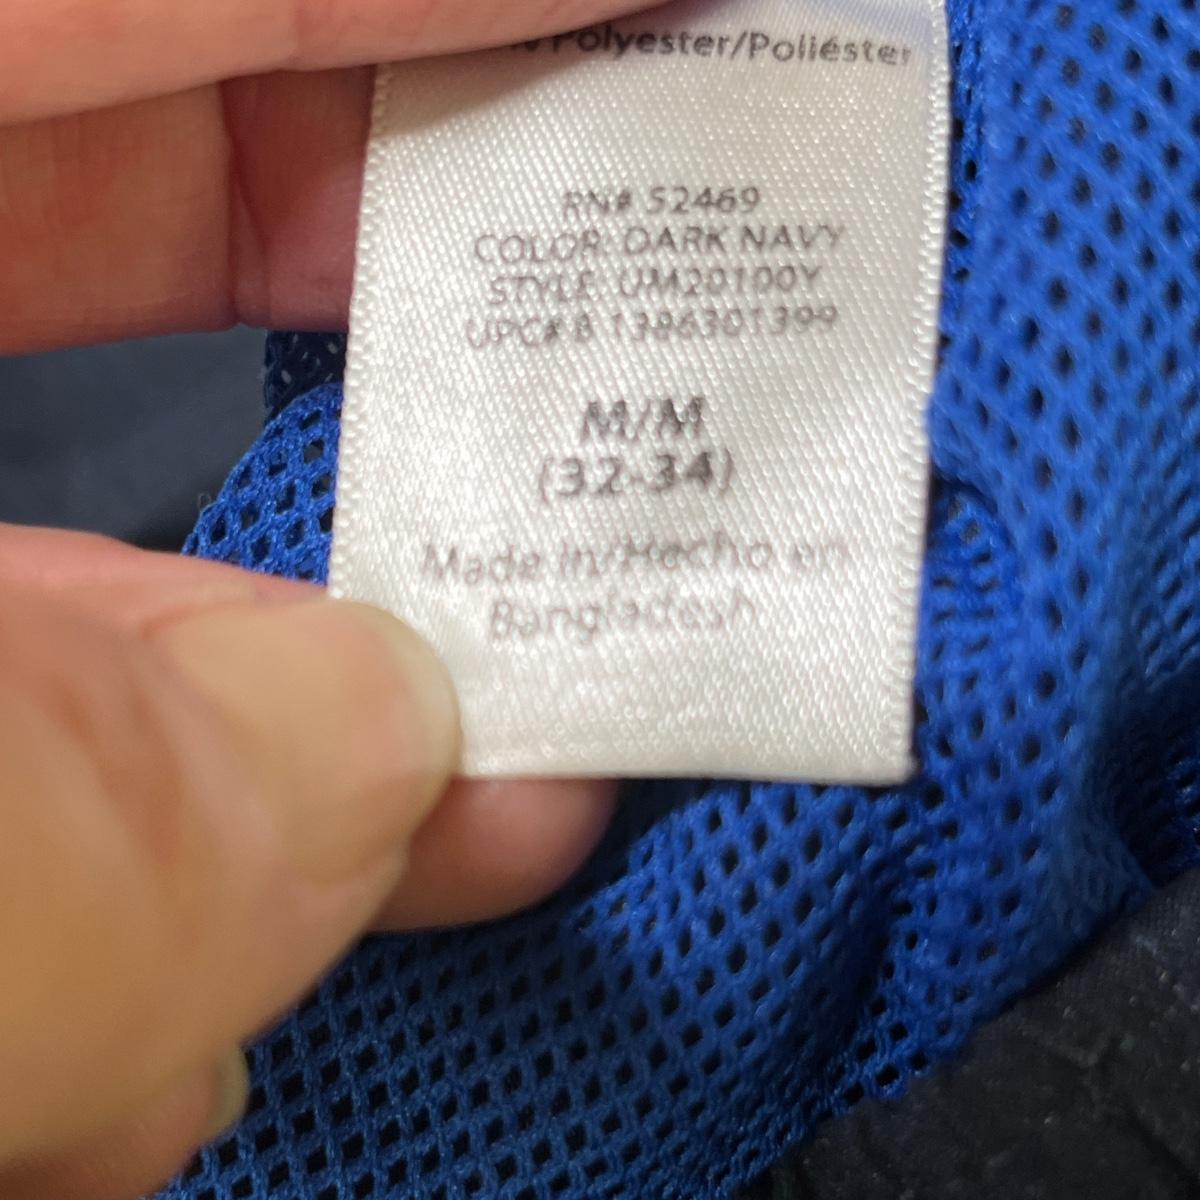 Polyester/Poliéster
RN# 52469
COLOR: DARK NAVY
STYLE: UM20100Y
UPC# 8 1386301399
M/M
(32-34)
Made in/Hecho en
Bangladesh